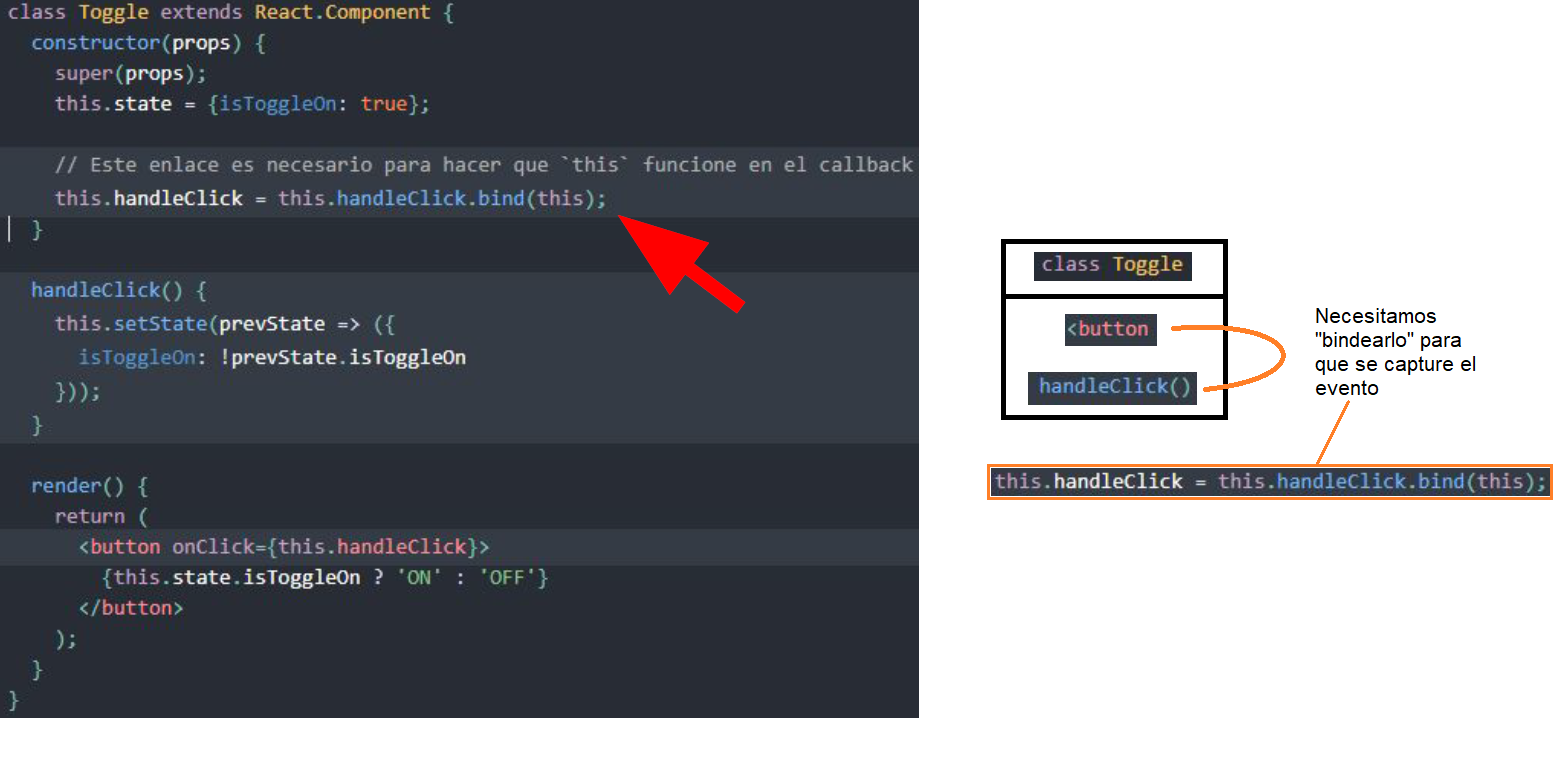 class Toggle extends React.Component {
constructor(props) {
super(props);
this.state = {isToggleOn: true};
// Este enlace es necesario para hacer que `this` funcione en el callback
this.handleClick = this.handleClick.bind(this);
}
handleClick() {
this.setState(prevState => ({
isToggleOn: !prevState.isToggleOn
}));
}
render() {
return (
<button onClick={this.handleClick}>
{this.state.isToggleOn ? 'ON' : 'OFF'}
</button>
);
}
}
class Toggle
<button
handleClick()
Necesitamos
"bindearlo" para
que se capture el
evento
this.handleClick = this.handleClick.bind(this);